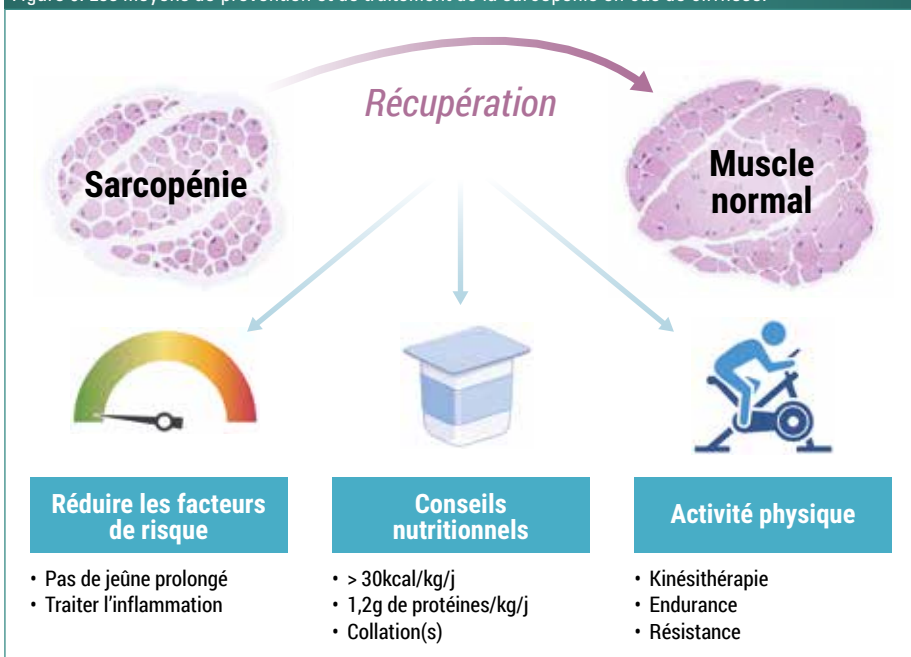 Récupération
Sarcopénie
Muscle
normal
Réduire les facteurs
de risque
• Pas de jeûne prolongé
• Traiter l'inflammation
Conseils
nutritionnels
• > 30kcal/kg/j
• 1,2g de protéines/kg/j
• Collation(s)
Activité physique
• Kinésithérapie
• Endurance
• Résistance